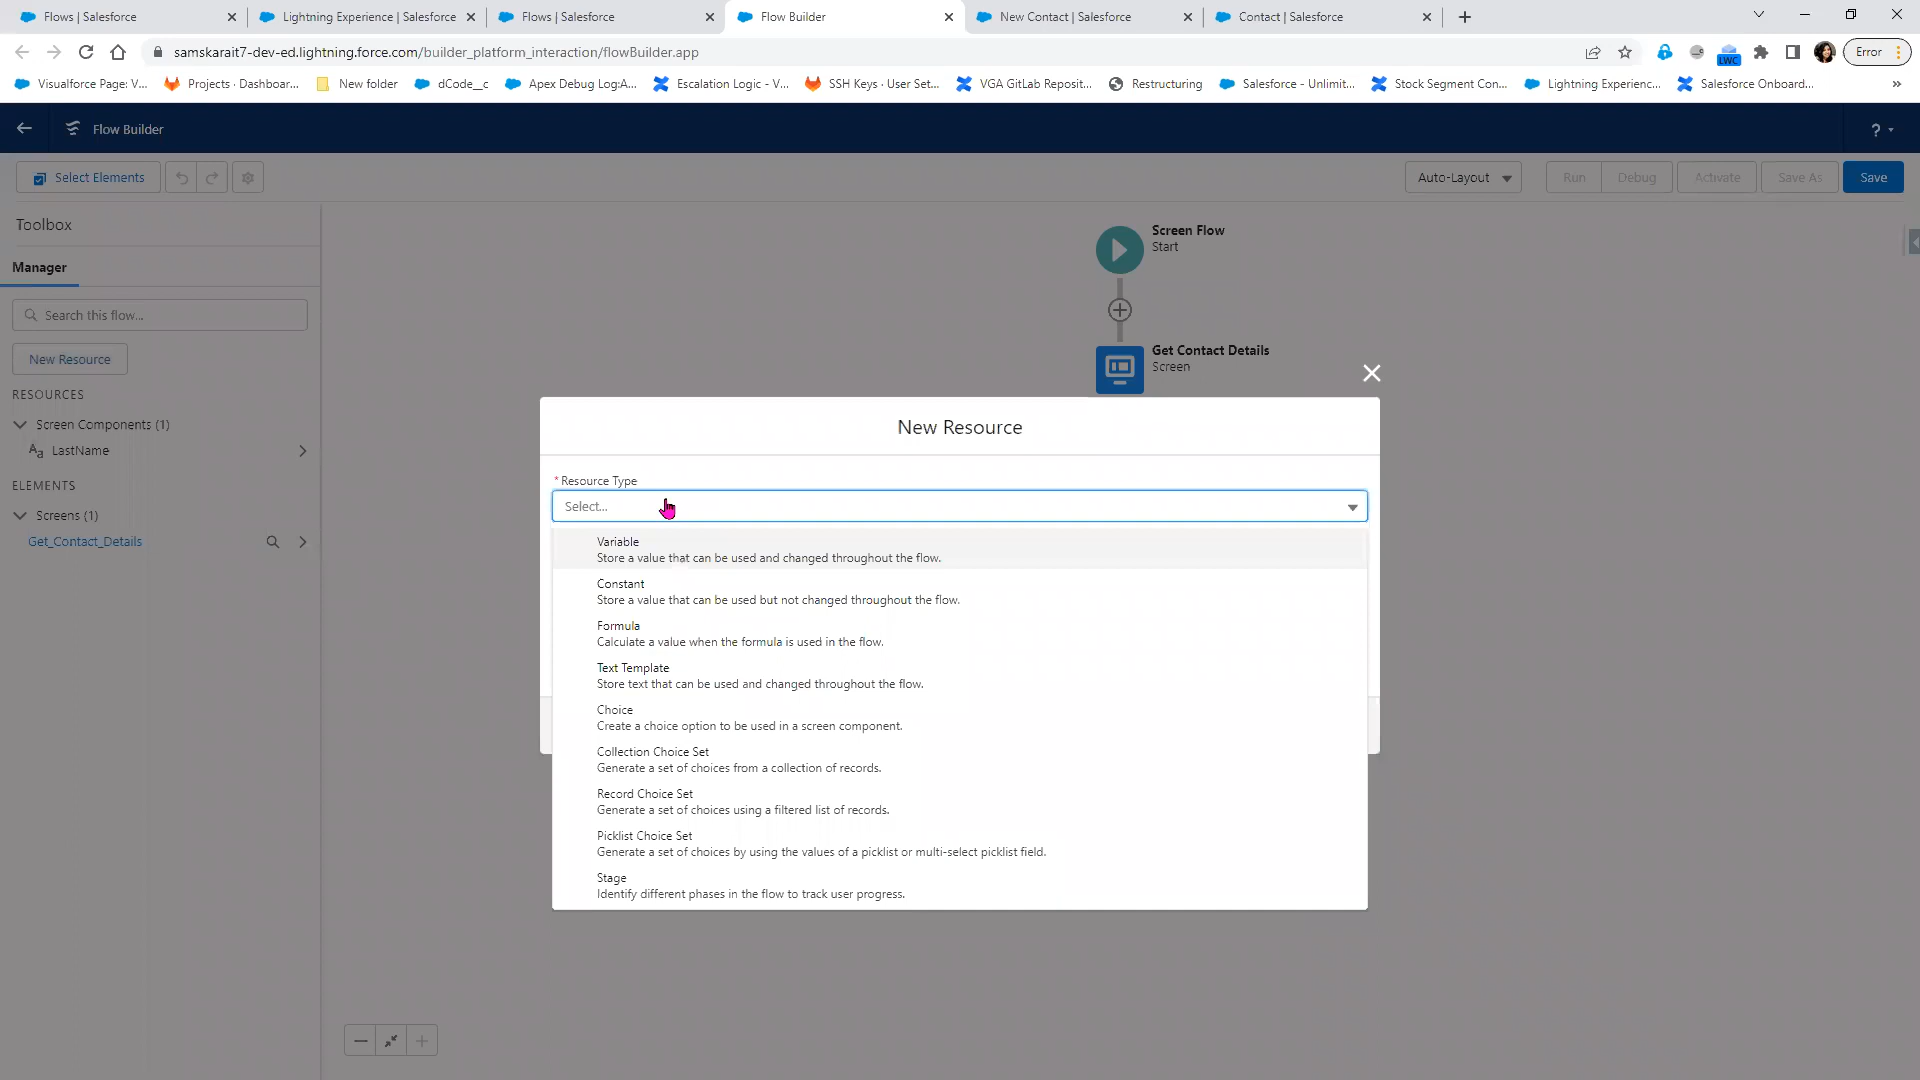 Flows | Salesforce
Lightning Experience | Salesforce
Flows | Salesforce
Flow Builder
New Contact | Salesforce
Contact | Salesforce
samskarait7-dev-ed.lightning.force.com/builder_platform_interaction/flowBuilder.app
LWC
Error
Visualforce Page: V...
Projects · Dashboar...
New folder
dCode__c
Apex Debug Log:A...
Escalation Logic - V...
SSH Keys · User Set...
VGA GitLab Reposit...
Restructuring
Salesforce - Unlimit...
Stock Segment Con...
Lightning Experienc...
Salesforce Onboard...
»
Flow Builder
?
Select Elements
Auto-Layout
Run
Debug
Activate
Save As
Save
Toolbox
Manager
Search this flow...
New Resource
RESOURCES
Screen Components (1)
Aa LastName
ELEMENTS
Screens (1)
Get_Contact_Details
Screen Flow
Start
Get Contact Details
Screen
New Resource
* Resource Type
Select...
Variable
Store a value that can be used and changed throughout the flow.
Constant
Store a value that can be used but not changed throughout the flow.
Formula
Calculate a value when the formula is used in the flow.
Text Template
Store text that can be used and changed throughout the flow.
Choice
Create a choice option to be used in a screen component.
Collection Choice Set
Generate a set of choices from a collection of records.
Record Choice Set
Generate a set of choices using a filtered list of records.
Picklist Choice Set
Generate a set of choices by using the values of a picklist or multi-select picklist field.
Stage
Identify different phases in the flow to track user progress.